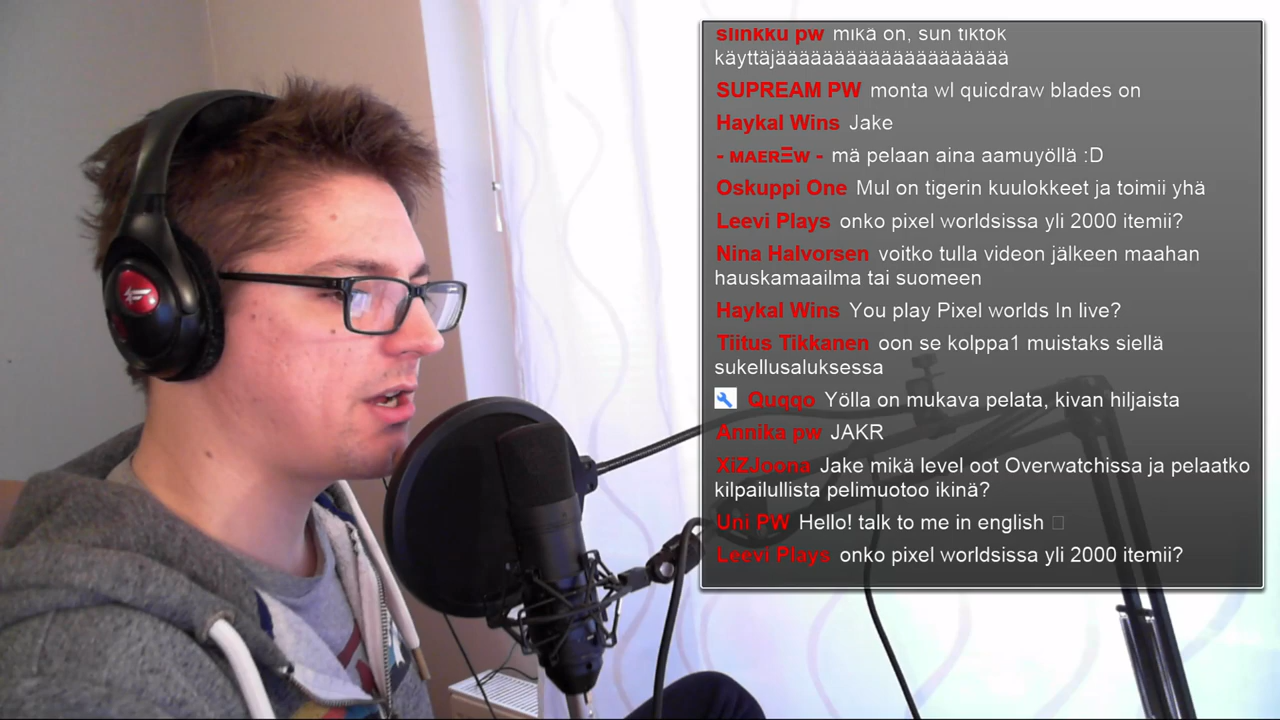 slinkku pw mikä on, sun tiktok
käyttäjäääääääääääääääääääää
SUPREAM PW monta wl quicdraw blades on
Haykal Wins Jake
- ᴍᴀᴇʀΞᴡ - mä pelaan aina aamuyöllä :D
Oskuppi One Mul on tigerin kuulokkeet ja toimii yhä
Leevi Plays onko pixel worldsissa yli 2000 itemii?
Nina Halvorsen voitko tulla videon jälkeen maahan
hauskamaailma tai suomeen
Haykal Wins You play Pixel worlds In live?
Tiitus Tikkanen oon se kolppa1 muistaks siellä
sukellusaluksessa
Quqqo Yölla on mukava pelata, kivan hiljaista
Annika pw JAKR
XiZJoona Jake mikä level oot Overwatchissa ja pelaatko
kilpailullista pelimuotoo ikinä?
Uni PW Hello! talk to me in english
Leevi Plays onko pixel worldsissa yli 2000 itemii?